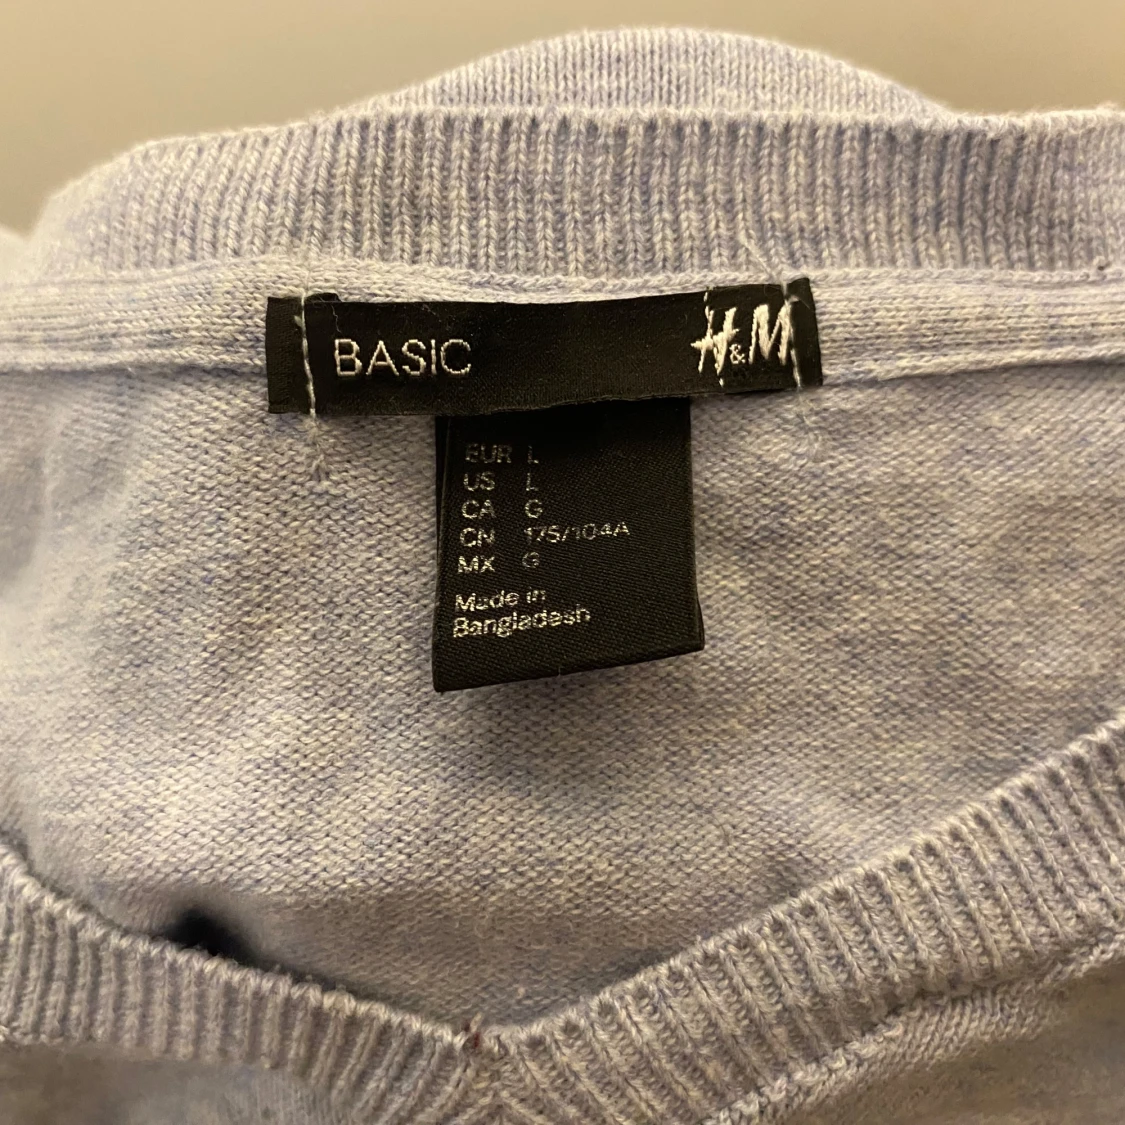 BASIC H&M
EUR L
US L
CA G
CN 175/104A
MX G
Made in
Bangladesh